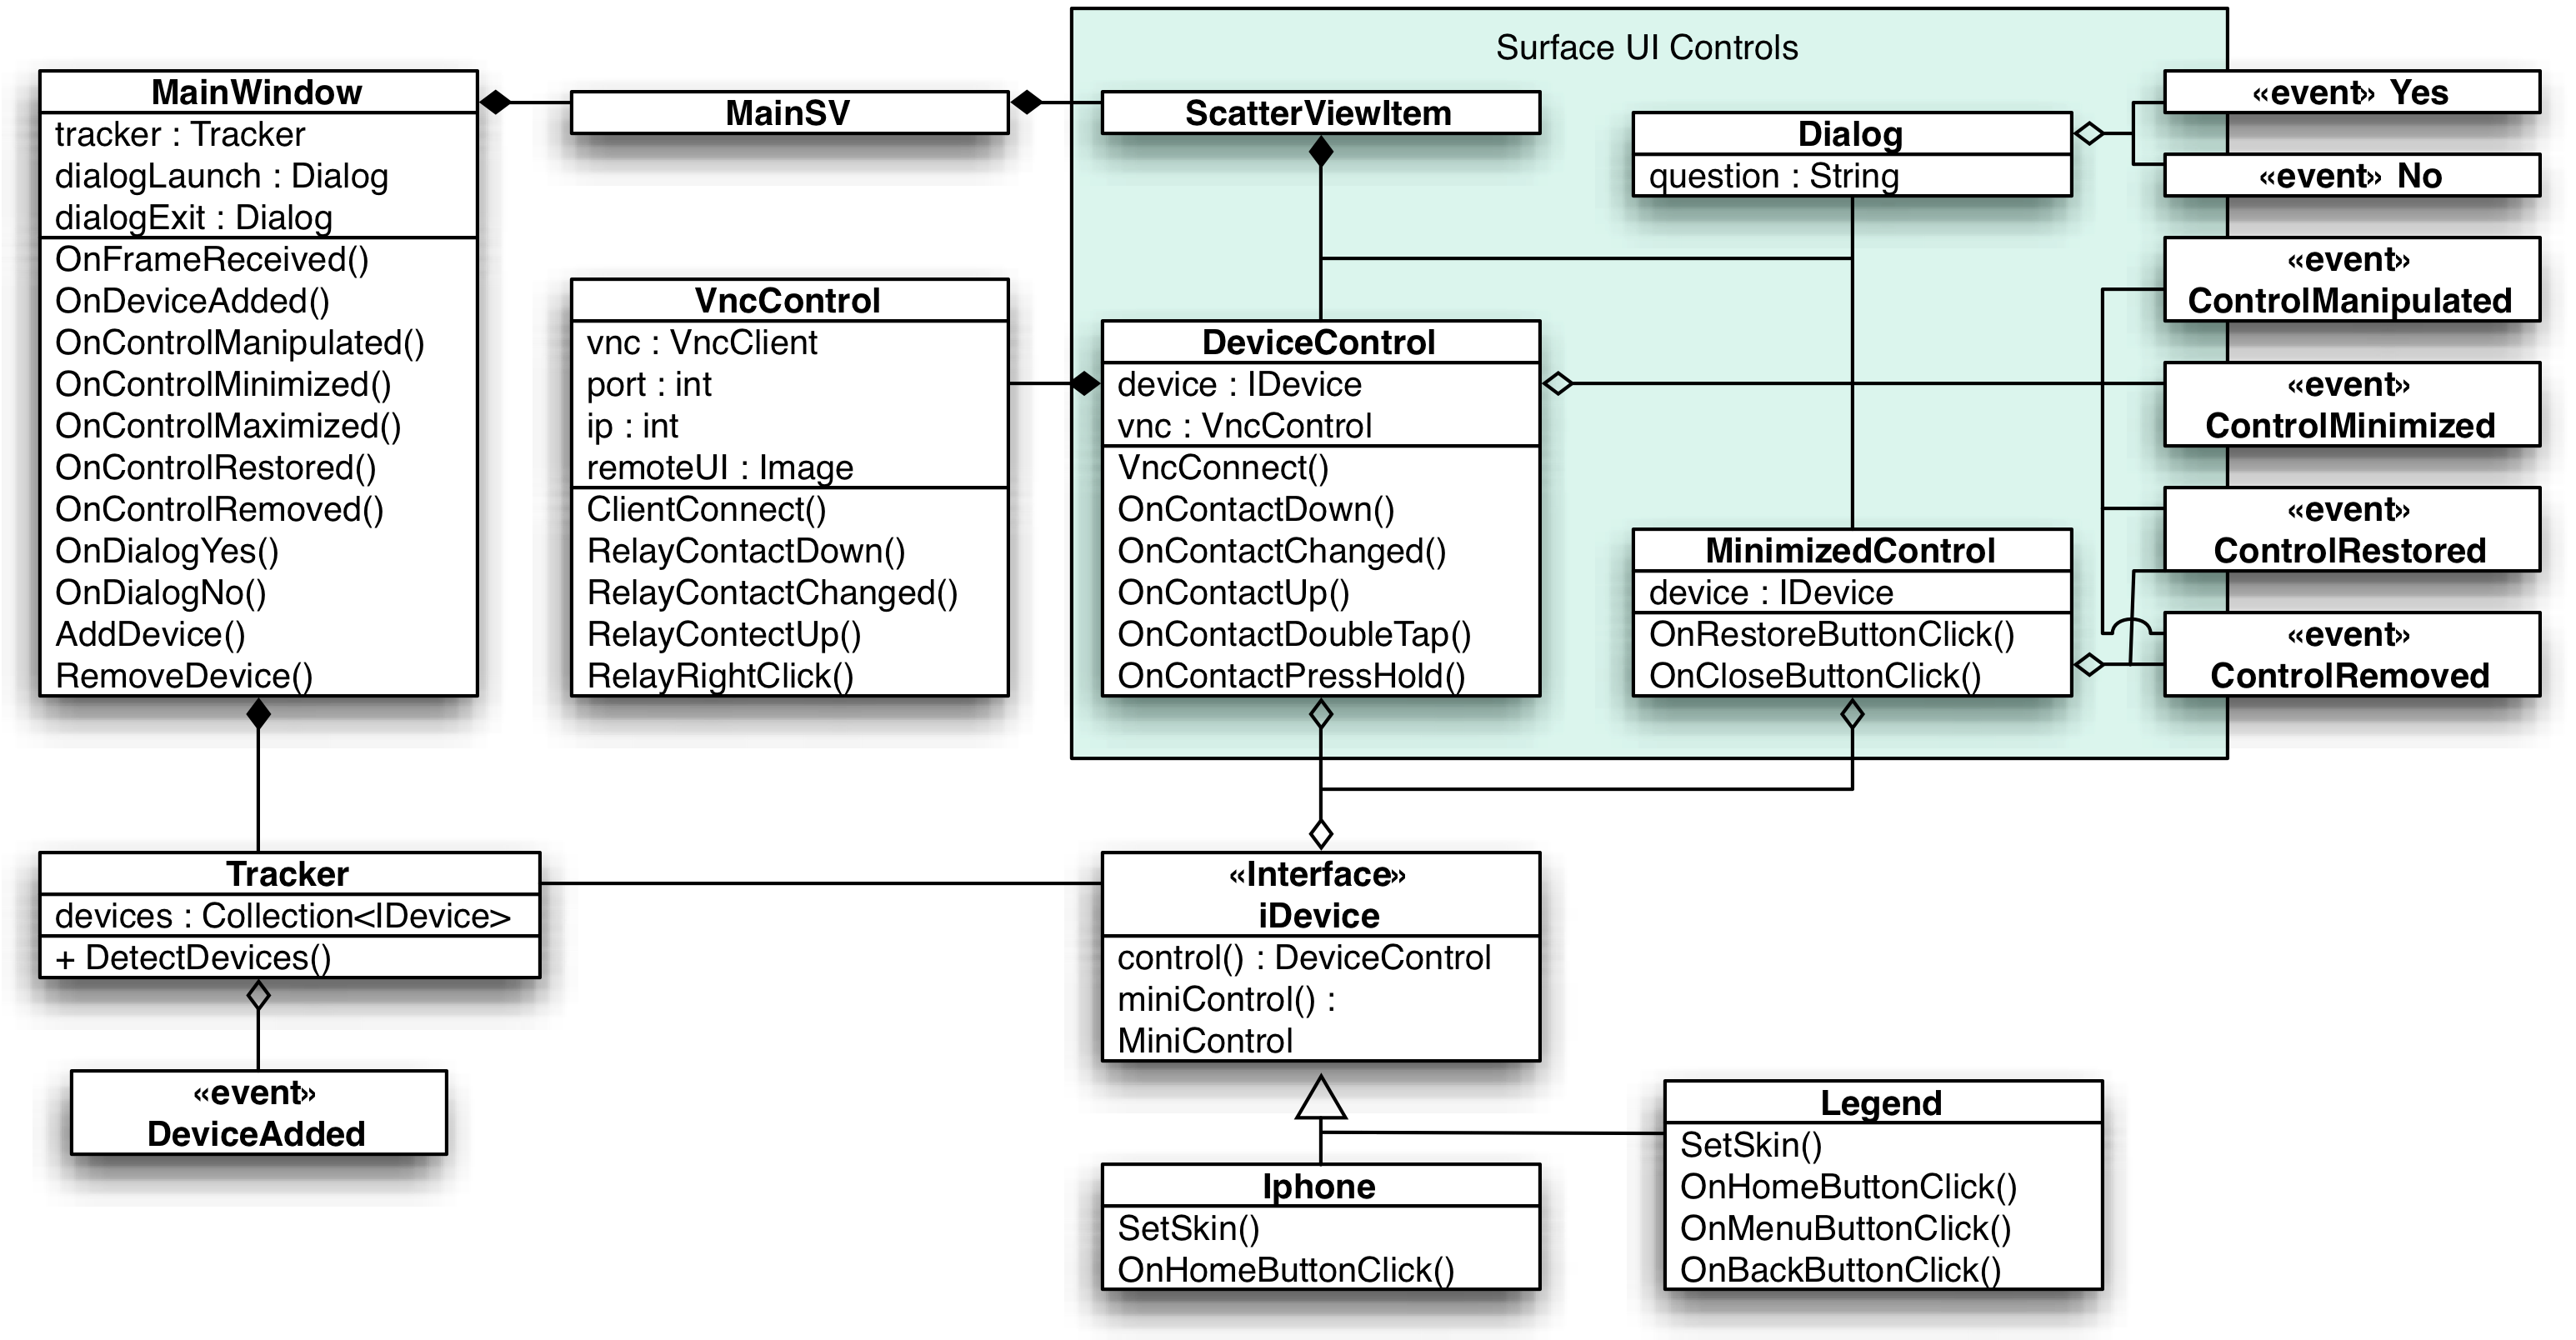 Surface UI Controls
MainWindow
tracker : Tracker
dialogLaunch : Dialog
dialogExit : Dialog
OnFrameReceived()
OnDeviceAdded()
OnControlManipulated()
OnControlMinimized()
OnControlMaximized()
OnControlRestored()
OnControlRemoved()
OnDialogYes()
OnDialogNo()
AddDevice()
RemoveDevice()
MainSV
ScatterViewItem
Dialog
question : String
«event» Yes
«event» No
VncControl
vnc : VncClient
port : int
ip : int
remoteUI : Image
ClientConnect()
RelayContactDown()
RelayContactChanged()
RelayContectUp()
RelayRightClick()
DeviceControl
device : IDevice
vnc : VncControl
VncConnect()
OnContactDown()
OnContactChanged()
OnContactUp()
OnContactDoubleTap()
OnContactPressHold()
MinimizedControl
device : IDevice
OnRestoreButtonClick()
OnCloseButtonClick()
«event»
ControlManipulated
«event»
ControlMinimized
«event»
ControlRestored
«event»
ControlRemoved
Tracker
devices : Collection<IDevice>
+ DetectDevices()
«event»
DeviceAdded
«Interface»
iDevice
control() : DeviceControl
miniControl() :
MiniControl
Iphone
SetSkin()
OnHomeButtonClick()
Legend
SetSkin()
OnHomeButtonClick()
OnMenuButtonClick()
OnBackButtonClick()